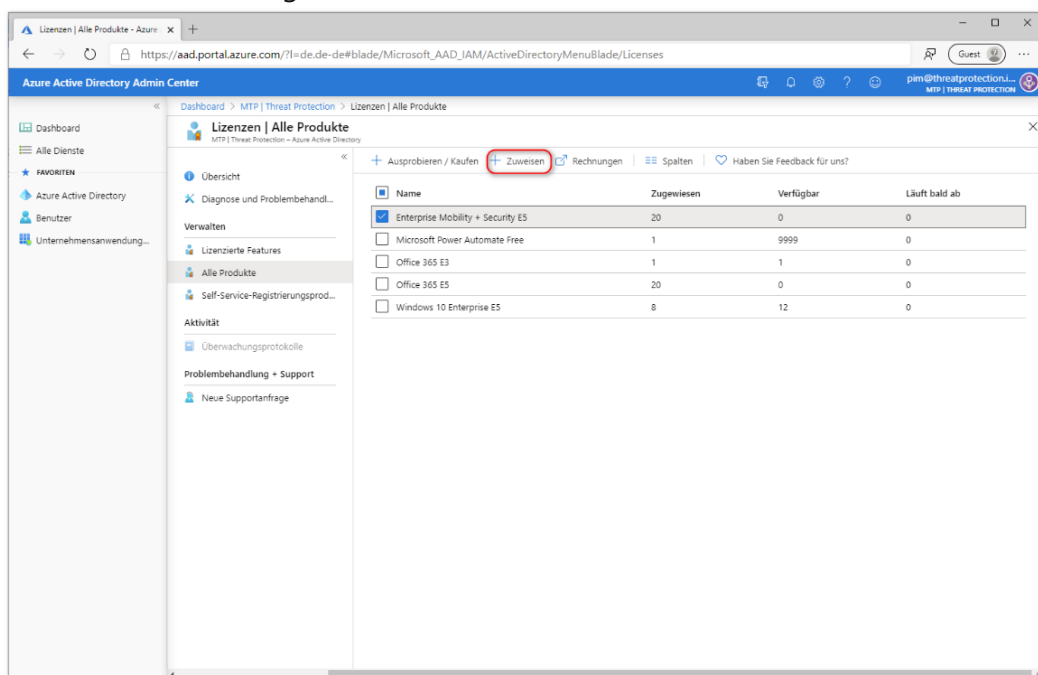 Lizenzen | Alle Produkte - Azure
https://aad.portal.azure.com/?l=de.de-de#blade/Microsoft_AAD_IAM/ActiveDirectoryMenuBlade/Licenses
Guest
Azure Active Directory Admin Center
pim@threatprotection.i...
MTP | THREAT PROTECTION
Dashboard > MTP | Threat Protection > Lizenzen | Alle Produkte
Dashboard
Alle Dienste
FAVORITEN
Azure Active Directory
Benutzer
Unternehmensanwendung...
Lizenzen | Alle Produkte
MTP | Threat Protection – Azure Active Directory
Übersicht
Diagnose und Problembehandl...
Verwalten
Lizenzierte Features
Alle Produkte
Self-Service-Registrierungsprod...
Aktivität
Überwachungsprotokolle
Problembehandlung + Support
Neue Supportanfrage
+ Ausprobieren / Kaufen + Zuweisen Rechnungen Spalten Haben Sie Feedback für uns?
Name Zugewiesen Verfügbar Läuft bald ab
Enterprise Mobility + Security E5 20 0 0
Microsoft Power Automate Free 1 9999 0
Office 365 E3 1 1 0
Office 365 E5 20 0 0
Windows 10 Enterprise E5 8 12 0